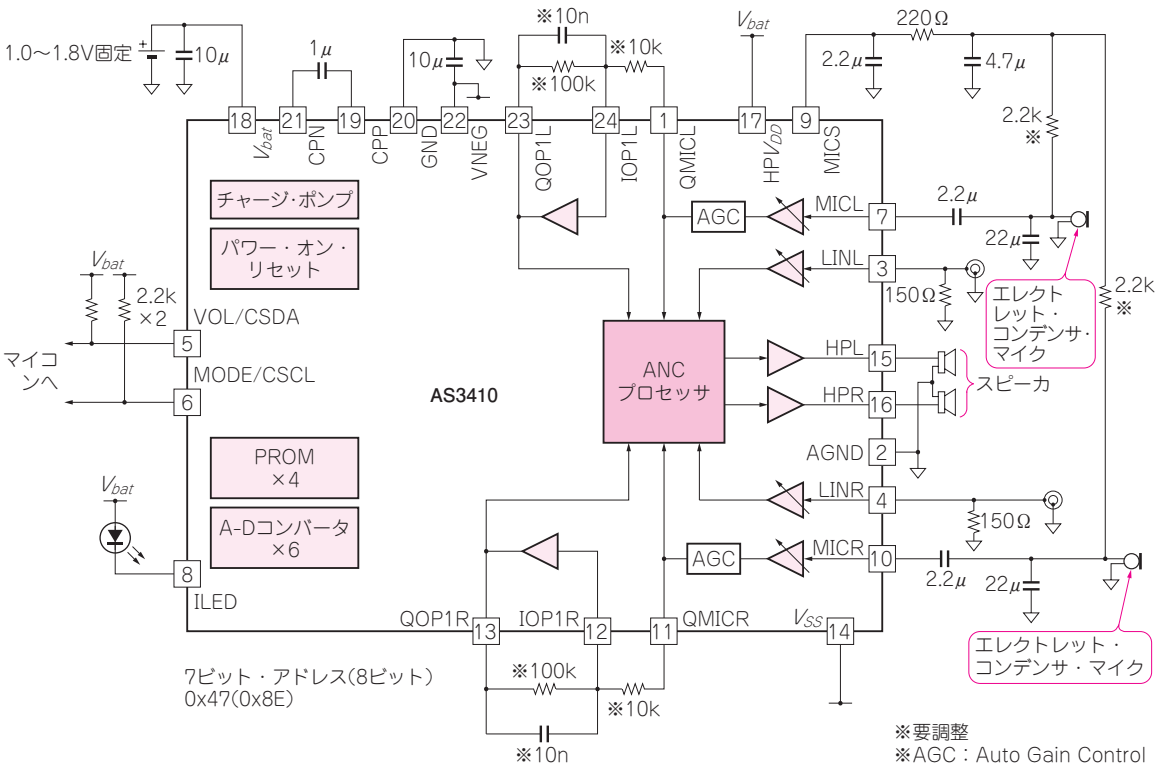 1.0～1.8V固定
10μ
1μ
10μ
※10n
※100k
※10k
Vbat
2.2μ
220Ω
4.7μ
2.2k
※
18
21
19
20
22
23
24
1
17
9
Vbat
CPN
CPP
GND
VNEG
QOP1L
IOP1L
QMICL
HPVDD
MICS
チャージ・ポンプ
パワー・オン・
リセット
AGC
MICL
7
2.2μ
22μ
LINL
3
150Ω
エレクト
レット・
コンデンサ・
マイク
2.2k
※
Vbat
Vbat
2.2k
×2
VOL/CSDA
5
マイコ
ンへ
MODE/CSCL
6
AS3410
ANC
プロセッサ
HPL
15
HPR
16
スピーカ
AGND
2
PROM
×4
A-Dコンバータ
×6
Vbat
8
ILED
LINR
4
150Ω
AGC
MICR
10
2.2μ
22μ
エレクトレット・
コンデンサ・マイク
QOP1R
13
IOP1R
12
11
QMICR
VSS
14
※100k
※10k
※10n
7ビット・アドレス(8ビット)
0x47(0x8E)
※要調整
※AGC：Auto Gain Control